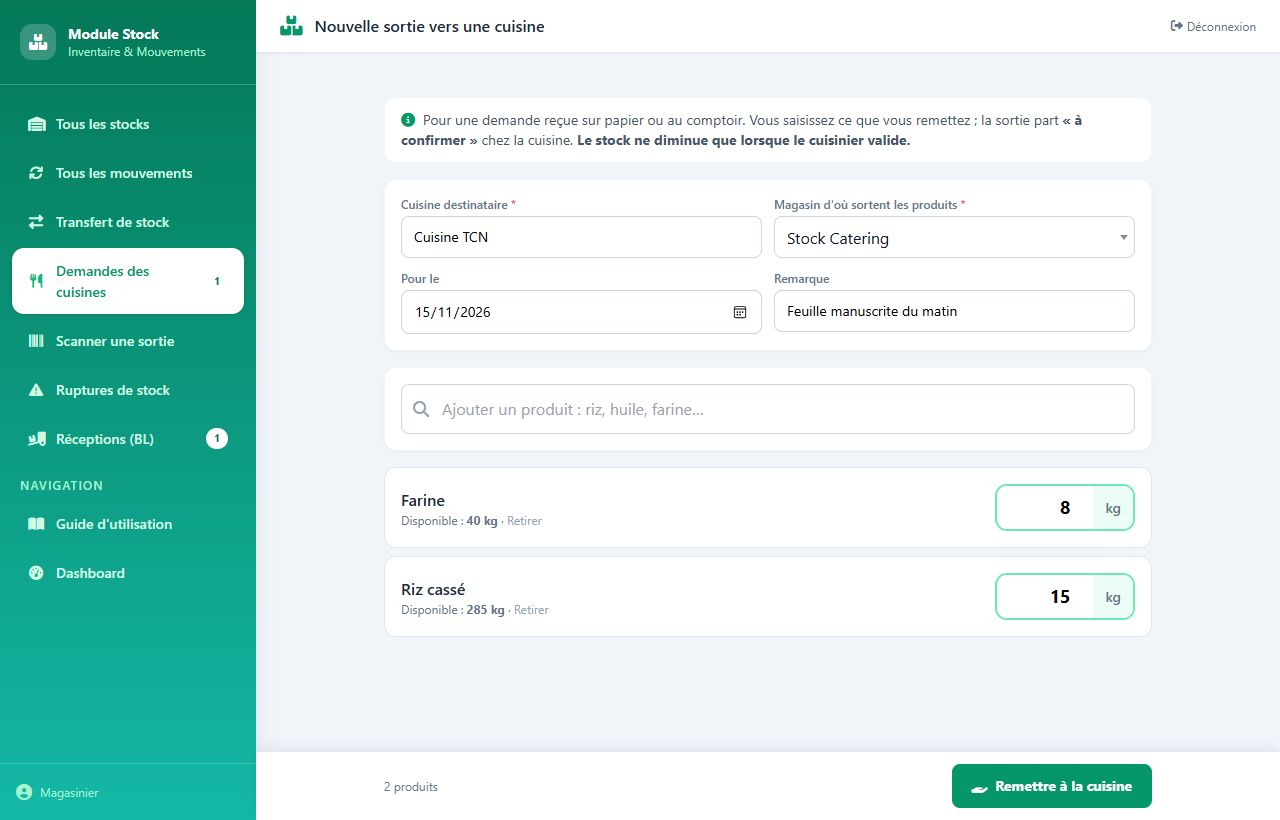 Module Stock
Inventaire & Mouvements
Tous les stocks
Tous les mouvements
Transfert de stock
Demandes des
cuisines
1
Scanner une sortie
Ruptures de stock
Réceptions (BL)
1
NAVIGATION
Guide d'utilisation
Dashboard
Magasinier
Nouvelle sortie vers une cuisine
Déconnexion
Pour une demande reçue sur papier ou au comptoir. Vous saisissez ce que vous remettez ; la sortie part « à
confirmer » chez la cuisine. Le stock ne diminue que lorsque le cuisinier valide.
Cuisine destinataire *
Magasin d'où sortent les produits *
Cuisine TCN
Stock Catering
Pour le
Remarque
15/11/2026
Feuille manuscrite du matin
Ajouter un produit : riz, huile, farine...
Farine
Disponible : 40 kg · Retirer
8 kg
Riz cassé
Disponible : 285 kg · Retirer
15 kg
2 produits
Remettre à la cuisine